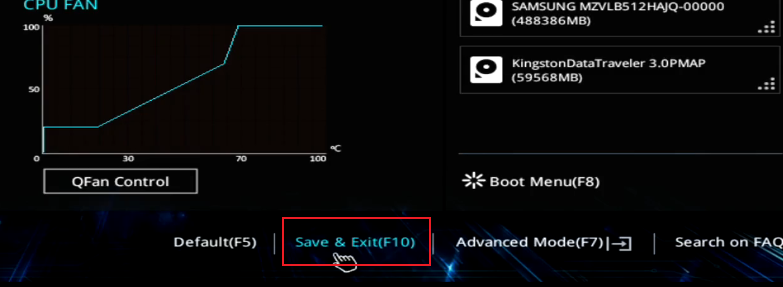 CPU FAN
%
100
50
0
30
70
100
°C
QFan Control
SAMSUNG MZVLB512HAJQ-00000
(488386MB)
KingstonDataTraveler 3.0PMAP
(59568MB)
Boot Menu(F8)
Default(F5)
Save & Exit(F10)
Advanced Mode(F7)
Search on FAQ